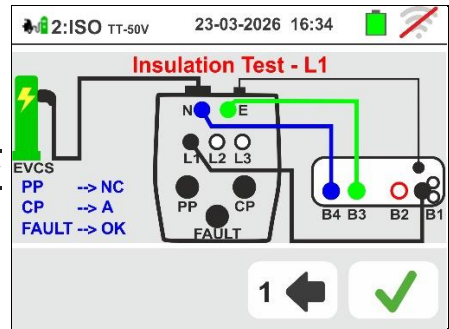 2:ISO TT-50V 23-03-2026 16:34
Insulation Test - L1
N E
L1 L2 L3
EVCS
PP --> NC
CP --> A
FAULT --> OK
PP CP
FAULT
B4 B3 B2 B1
1